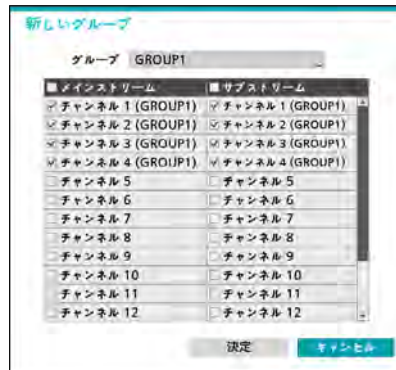 新しいグループ
グループ GROUP1
メインストリーム サブストリーム
チャンネル 1 (GROUP1) チャンネル 1 (GROUP1)
チャンネル 2 (GROUP1) チャンネル 2 (GROUP1)
チャンネル 3 (GROUP1) チャンネル 3 (GROUP1)
チャンネル 4 (GROUP1) チャンネル 4 (GROUP1)
チャンネル 5 チャンネル 5
チャンネル 6 チャンネル 6
チャンネル 7 チャンネル 7
チャンネル 8 チャンネル 8
チャンネル 9 チャンネル 9
チャンネル 10 チャンネル 10
チャンネル 11 チャンネル 11
チャンネル 12 チャンネル 12
決定 キャンセル